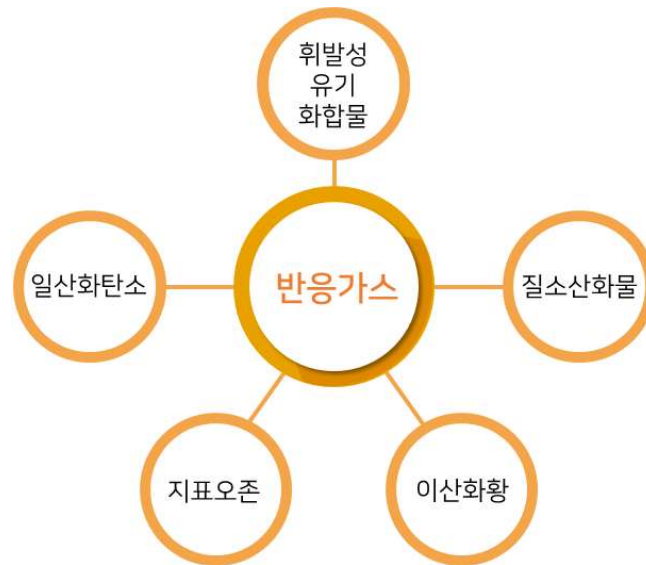 휘발성
유기
화합물
일산화탄소
반응가스
질소산화물
지표오존
이산화황